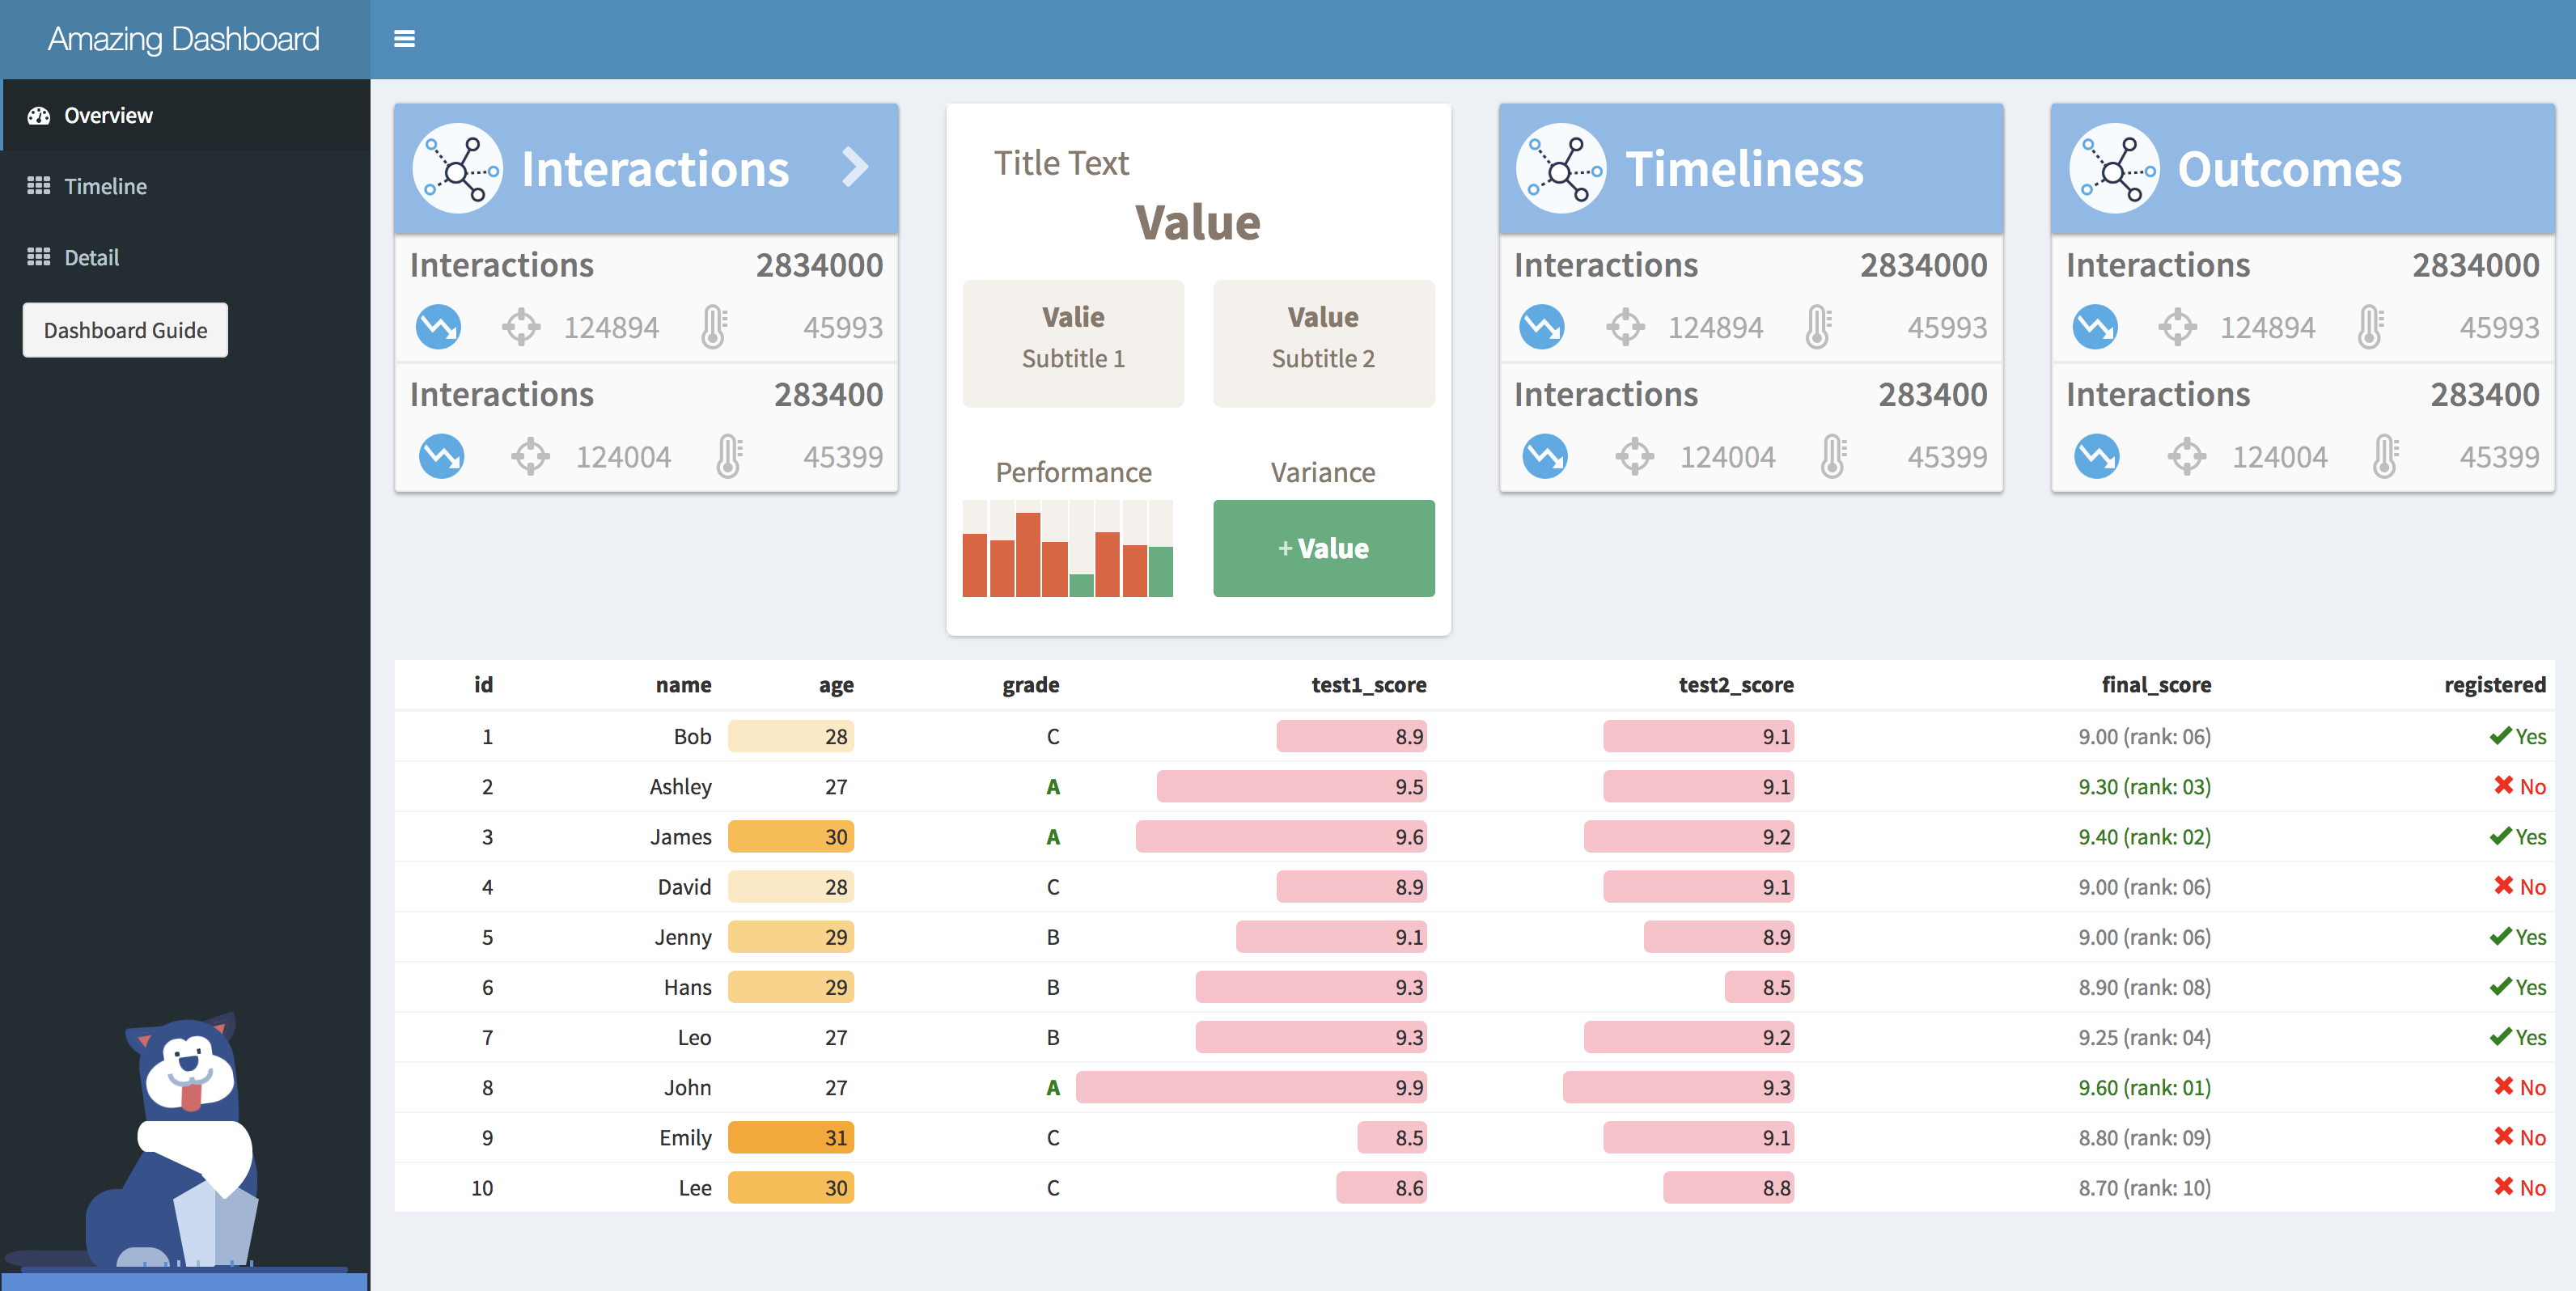 Amazing Dashboard
Overview
Timeline
Detail
Dashboard Guide
Interactions
Interactions 2834000
124894 45993
Interactions 283400
124004 45399
Title Text
Value
Valie
Subtitle 1
Value
Subtitle 2
Performance
Variance
+ Value
Timeliness
Interactions 2834000
124894 45993
Interactions 283400
124004 45399
Outcomes
Interactions 2834000
124894 45993
Interactions 283400
124004 45399
id name age grade test1_score test2_score final_score registered
1 Bob 28 C 8.9 9.1 9.00 (rank: 06) Yes
2 Ashley 27 A 9.5 9.1 9.30 (rank: 03) No
3 James 30 A 9.6 9.2 9.40 (rank: 02) Yes
4 David 28 C 8.9 9.1 9.00 (rank: 06) No
5 Jenny 29 B 9.1 8.9 9.00 (rank: 06) Yes
6 Hans 29 B 9.3 8.5 8.90 (rank: 08) Yes
7 Leo 27 B 9.3 9.2 9.25 (rank: 04) Yes
8 John 27 A 9.9 9.3 9.60 (rank: 01) No
9 Emily 31 C 8.5 9.1 8.80 (rank: 09) No
10 Lee 30 C 8.6 8.8 8.70 (rank: 10) No